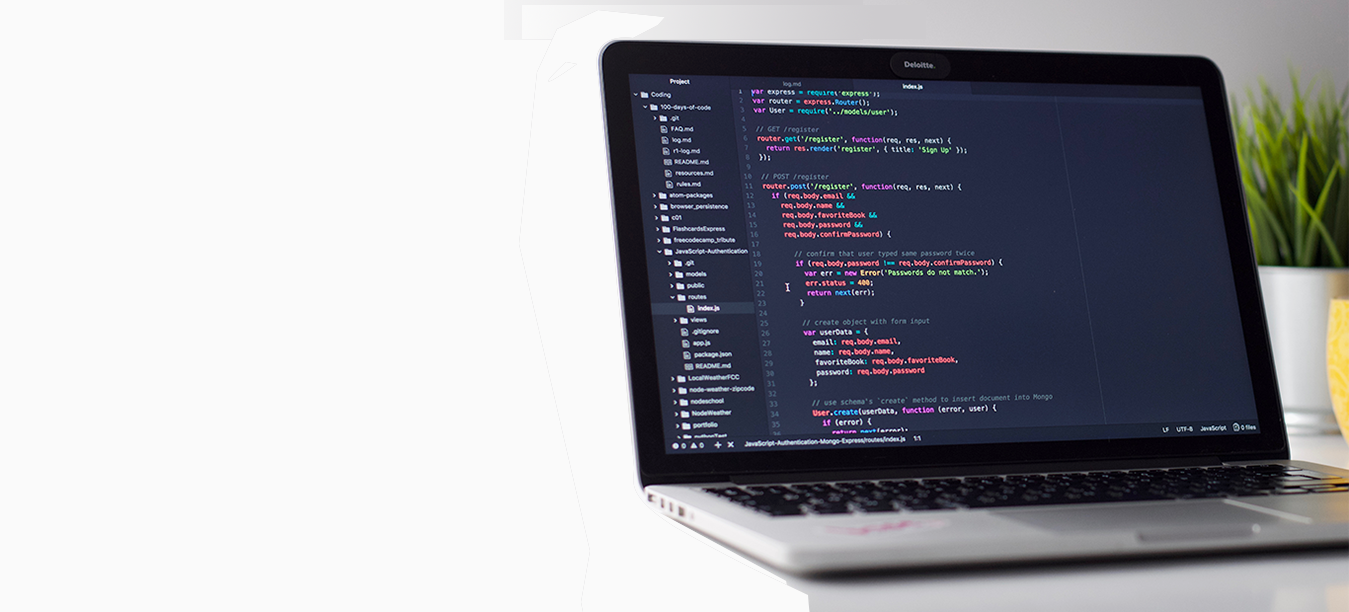 Deloitte.
Project
log.md
index.js
Coding
100-days-of-code
.git
FAQ.md
log.md
r1-log.md
README.md
resources.md
rules.md
atom-packages
browser_persistence
c01
FlashcardsExpress
freecodecamp_tribute
JavaScript-Authentication
.git
models
public
routes
index.js
views
.gitignore
app.js
package.json
README.md
LocalWeatherFCC
node-weather-zipcode
nodeschool
NodeWeather
portfolio
pythonTest
1 var express = require('express');
2 var router = express.Router();
3 var User = require('../models/user');
4
5 // GET /register
6 router.get('/register', function(req, res, next) {
7 return res.render('register', { title: 'Sign Up' });
8 });
9
10 // POST /register
11 router.post('/register', function(req, res, next) {
12 if (req.body.email &&
13 req.body.name &&
14 req.body.favoriteBook &&
15 req.body.password &&
16 req.body.confirmPassword) {
17
18 // confirm that user typed same password twice
19 if (req.body.password !== req.body.confirmPassword) {
20 var err = new Error('Passwords do not match.');
21 err.status = 400;
22 return next(err);
23 }
24
25 // create object with form input
26 var userData = {
27 email: req.body.email,
28 name: req.body.name,
29 favoriteBook: req.body.favoriteBook,
30 password: req.body.password
31 };
32
33 // use schema's `create` method to insert document into Mongo
34 User.create(userData, function (error, user) {
35 if (error) {
36 return next(error);
0 0 JavaScript-Authentication-Mongo-Express/routes/index.js 1:1 LF UTF-8 JavaScript 0 files